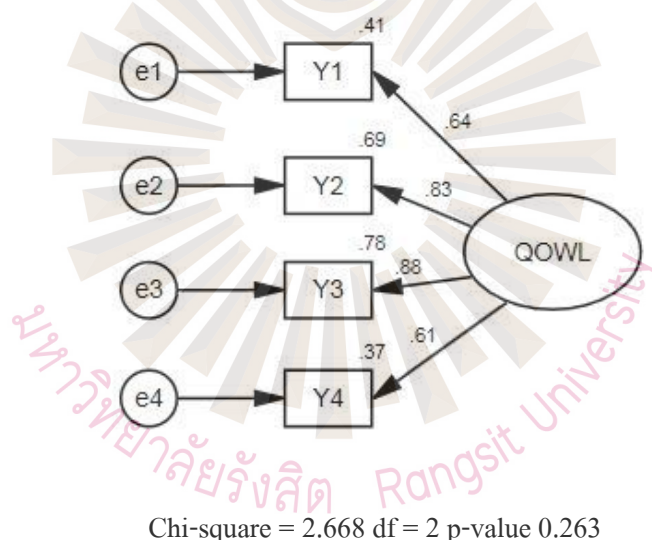 .41
e1 Y1
.64
.69
e2 Y2 .83
.78 QOWL
e3 Y3 .88
.61
.37
e4 Y4
มหาวิทยาลัยรังสิต Rangsit University
Chi-square = 2.668 df = 2 p-value 0.263